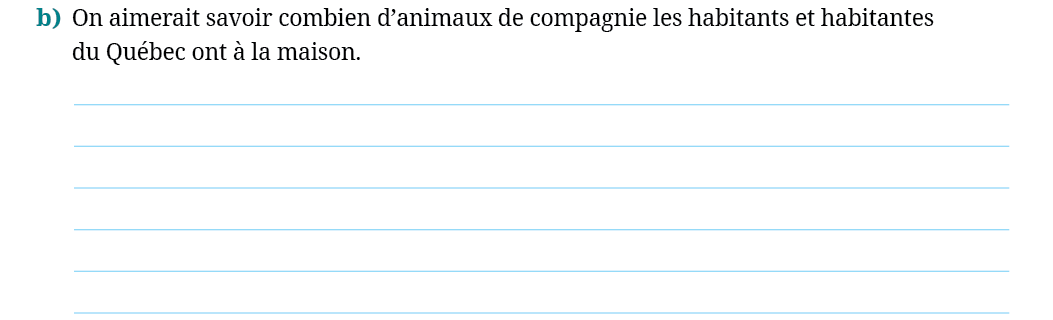 b) On aimerait savoir combien d’animaux de compagnie les habitants et habitantes
du Québec ont à la maison.